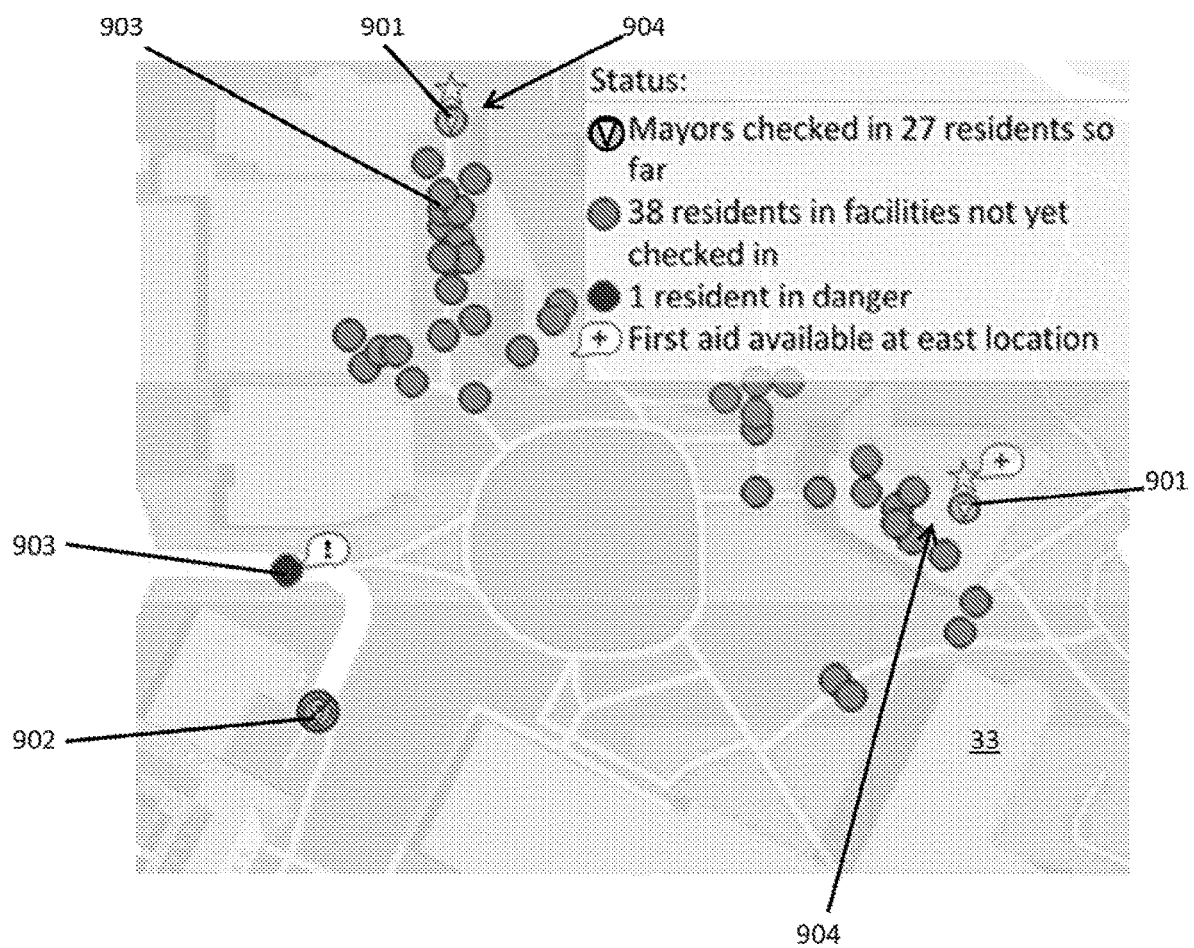 903
901
904
Status:
V Mayors checked in 27 residents so
far
38 residents in facilities not yet
checked in
1 resident in danger
+ First aid available at east location
+
901
903
!
902
33
904